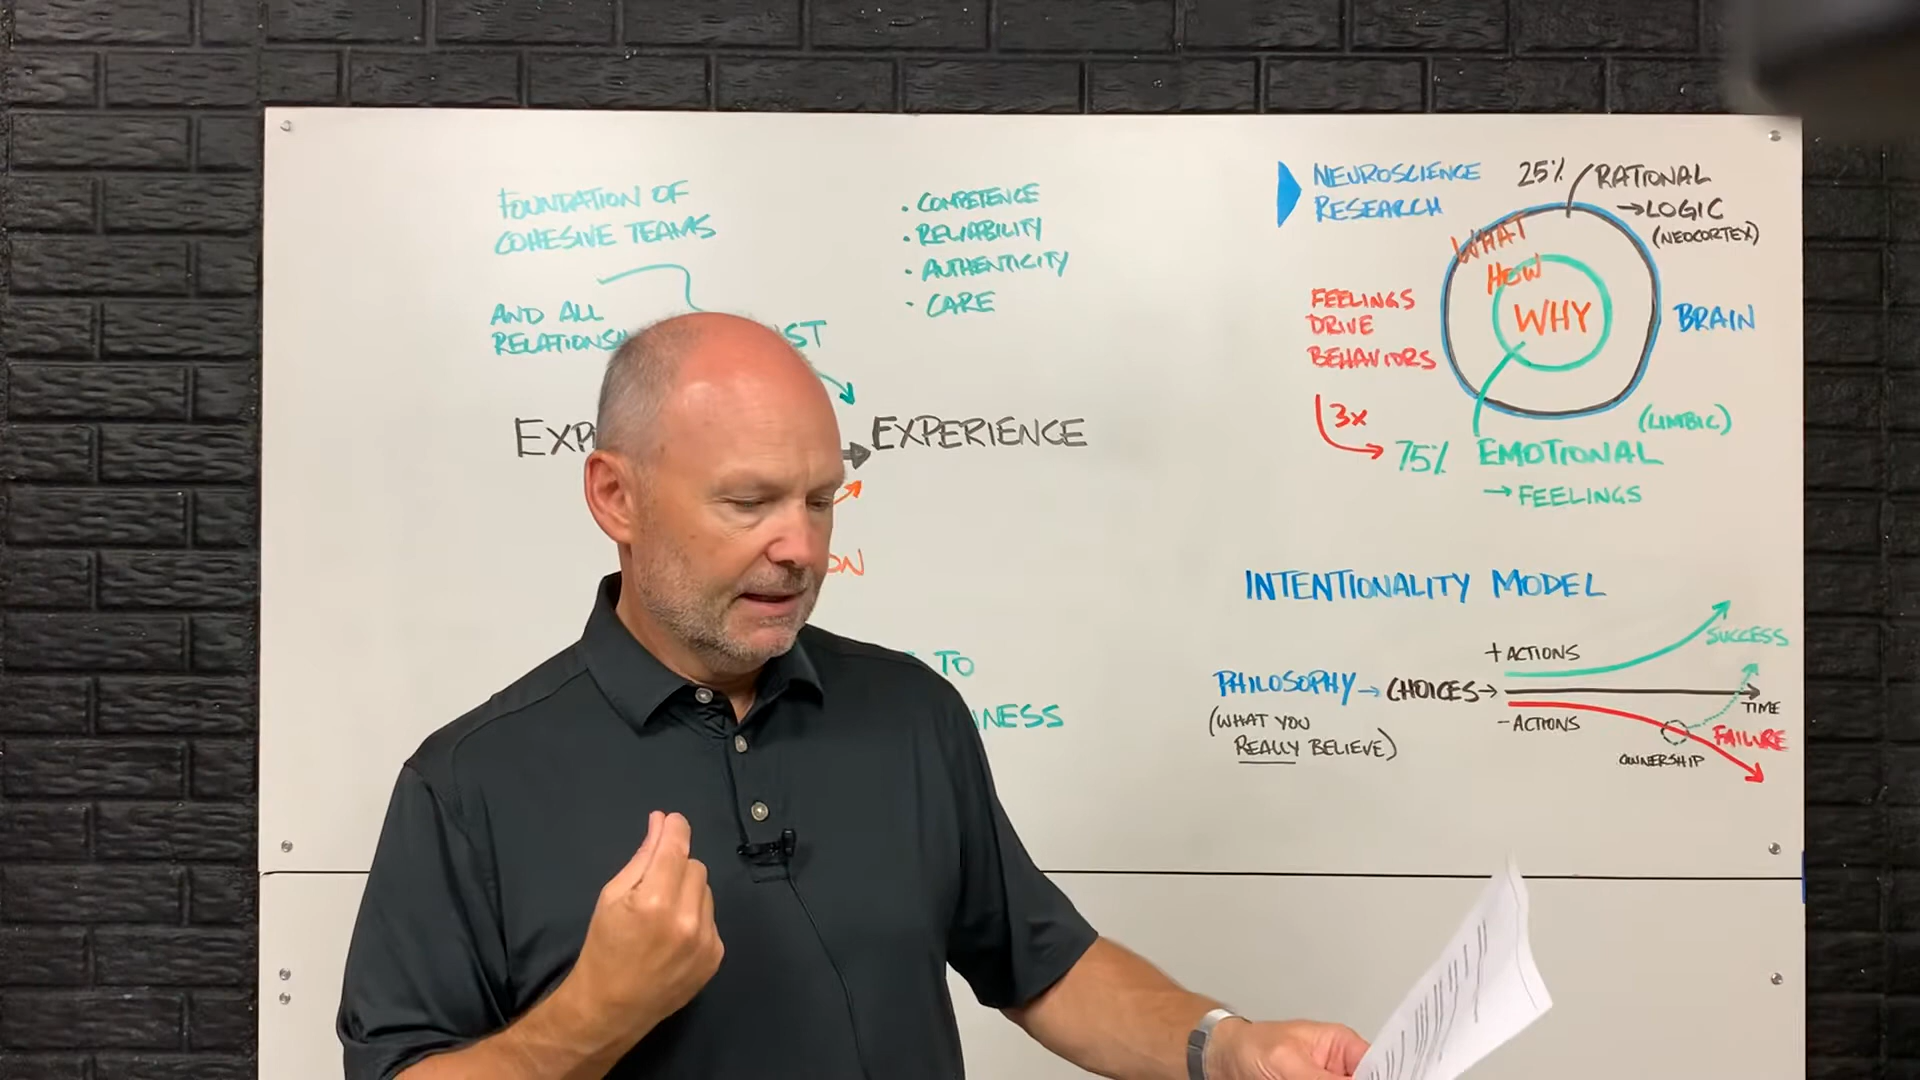 FOUNDATION OF
COHESIVE TEAMS
AND ALL
• COMPETENCE
• RELIABILITY
• AUTHENTICITY
• CARE
EXPERIENCE
TO
NEUROSCIENCE
RESEARCH
25% RATIONAL
→ LOGIC
(NEOCORTEX)
WHAT
HOW
WHY
BRAIN
FEELINGS
DRIVE
BEHAVIORS
3x
(LIMBIC)
75% EMOTIONAL
→ FEELINGS
INTENTIONALITY MODEL
SUCCESS
+ ACTIONS
PHILOSOPHY → CHOICES →
TIME
(WHAT YOU
REALLY BELIEVE)
- ACTIONS
FAILURE
OWNERSHIP